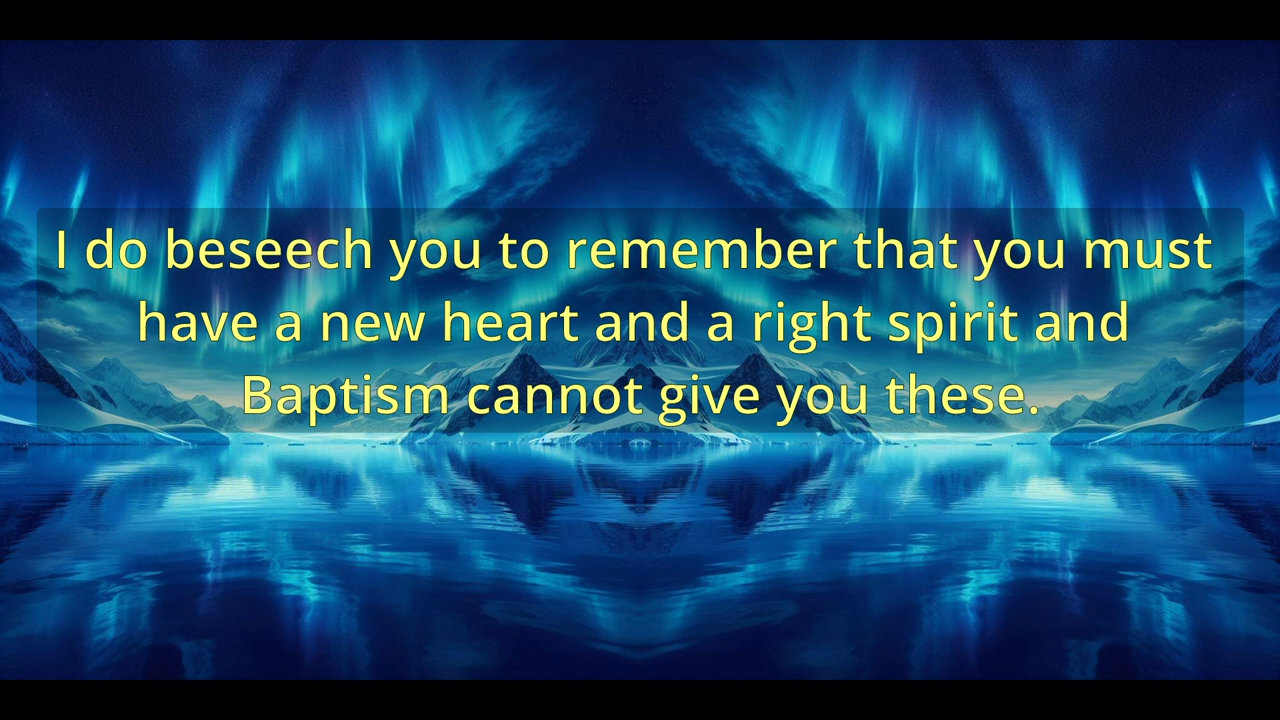 I do beseech you to remember that you must
have a new heart and a right spirit and
Baptism cannot give you these.